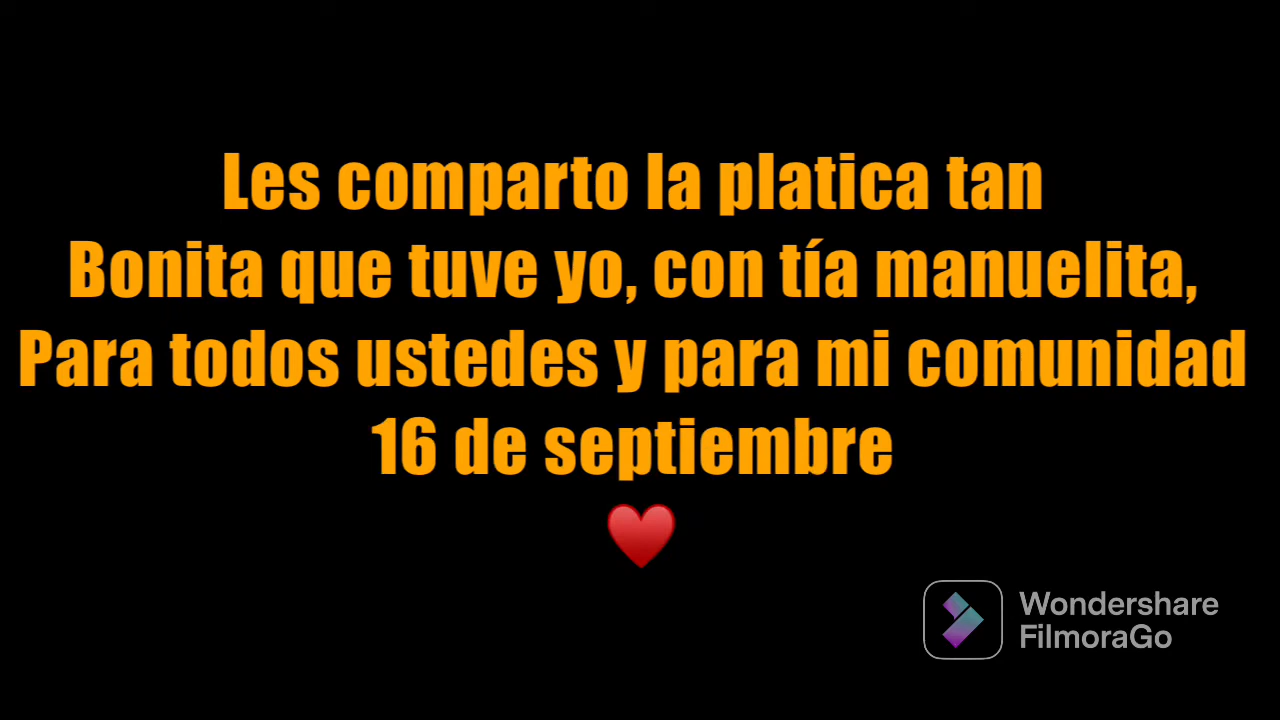 Les comparto la platica tan
Bonita que tuve yo, con tía manuelita,
Para todos ustedes y para mi comunidad
16 de septiembre
♥️
Wondershare
FilmoraGo